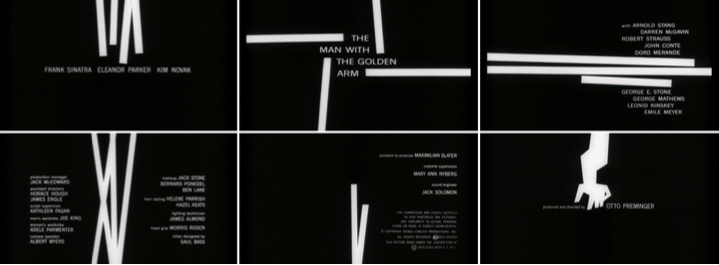 FRANK SINATRA ELEANOR PARKER KIM NOVAK
THE
MAN WITH
THE GOLDEN
ARM
with ARNOLD STANG
DARREN McGAVIN
ROBERT STRAUSS
JOHN CONTE
DORO MERANDE
GEORGE E. STONE
GEORGE MATHEWS
LEONID KINSKEY
EMILE MEYER
production manager
JACK McEDWARD
assistant directors
HORACE HOUGH
JAMES ENGLE
script supervisor
KATHLEEN FAGAN
men's wardrobe JOE KING
women's wardrobe
ADELE PARMENTER
camera operator
ALBERT MYERS
makeup JACK STONE
BERNARD PONEDEL
BEN LANE
hair styling HELENE PARRISH
HAZEL KEATS
lighting technician
JAMES ALMOND
head grip MORRIS ROSEN
titles designed by
SAUL BASS
assistant to producer MAXIMILIAN SLATER
costume supervisor
MARY ANN NYBERG
sound engineer
JACK SOLOMON
produced and directed by OTTO PREMINGER